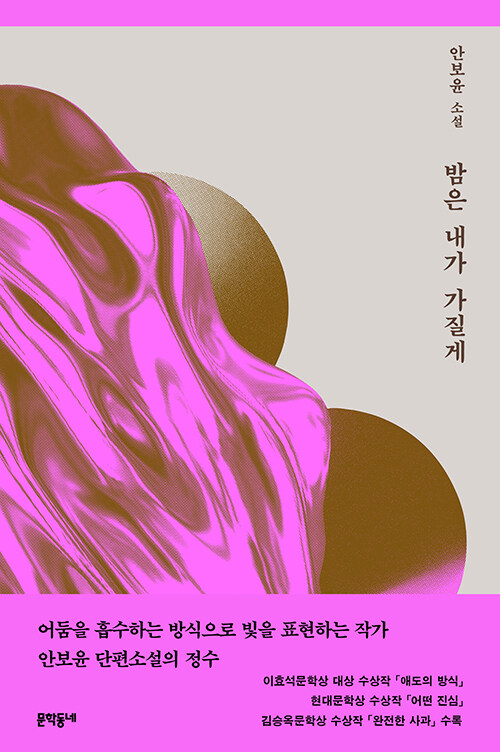 안보윤 소설
밤은 내가 가질게
어둠을 흡수하는 방식으로 빛을 표현하는 작가
안보윤 단편소설의 정수
이효석문학상 대상 수상작 「애도의 방식」
현대문학상 수상작 「어떤 진심」
김승옥문학상 수상작 「완전한 사과」 수록
문학동네